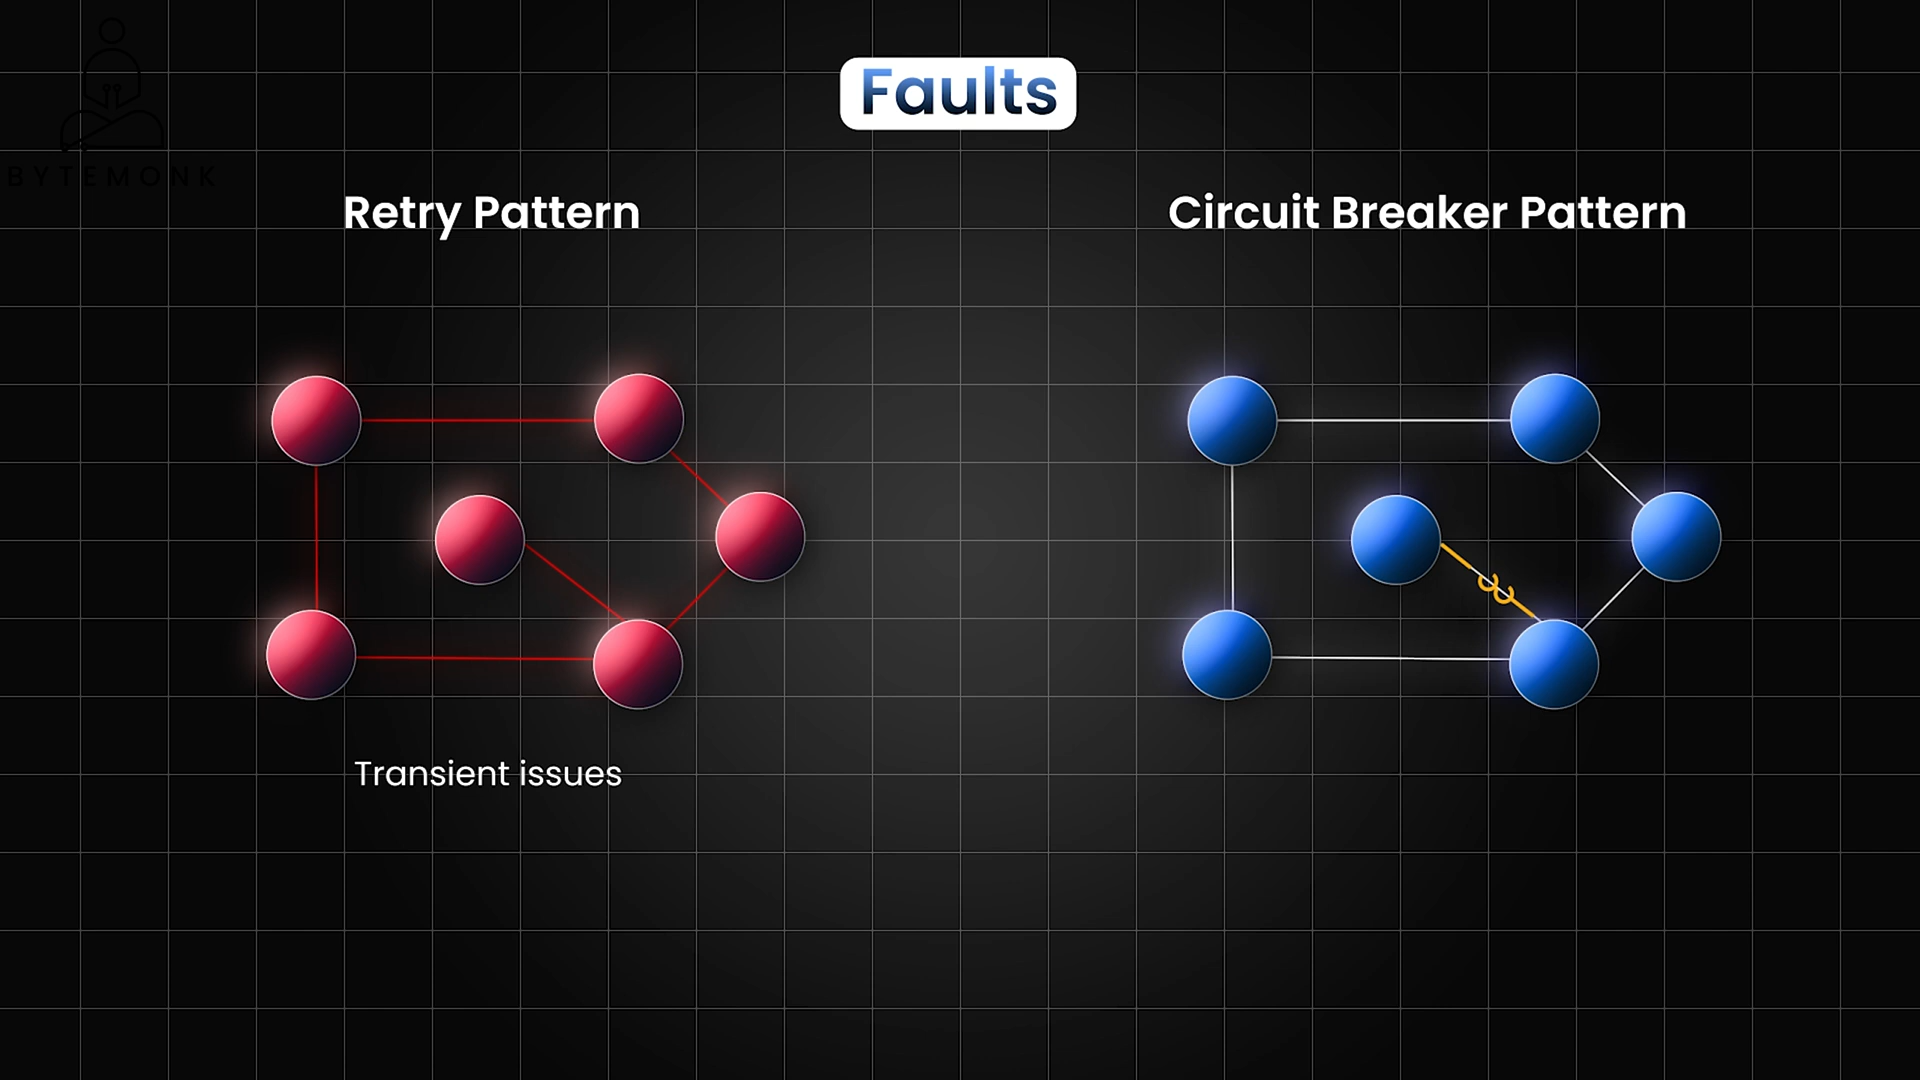 BYTEMONK
Faults
Retry Pattern
Circuit Breaker Pattern
Transient issues